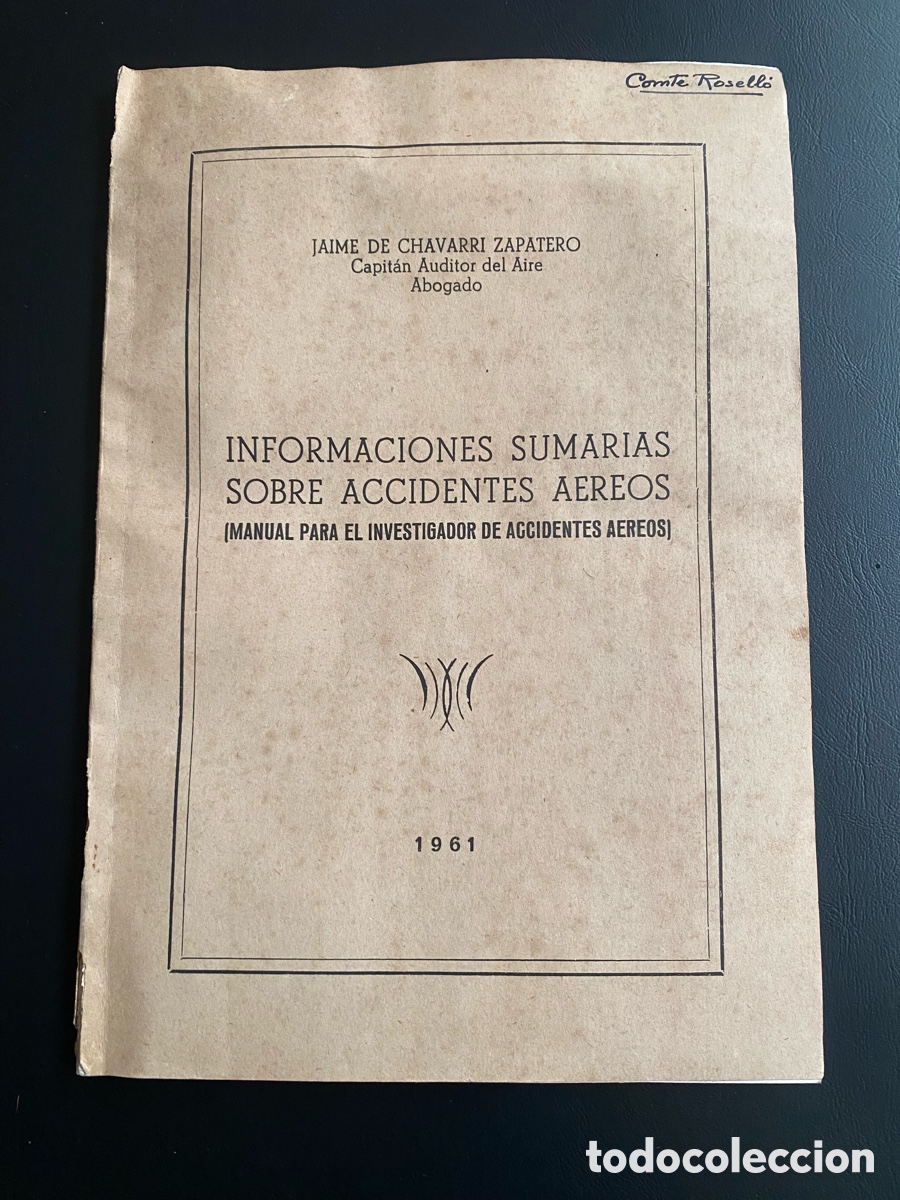 Comte Roselló
JAIME DE CHAVARRI ZAPATERO
Capitán Auditor del Aire
Abogado
INFORMACIONES SUMARIAS
SOBRE ACCIDENTES AEREOS
(MANUAL PARA EL INVESTIGADOR DE ACCIDENTES AEREOS)
1961
todocoleccion